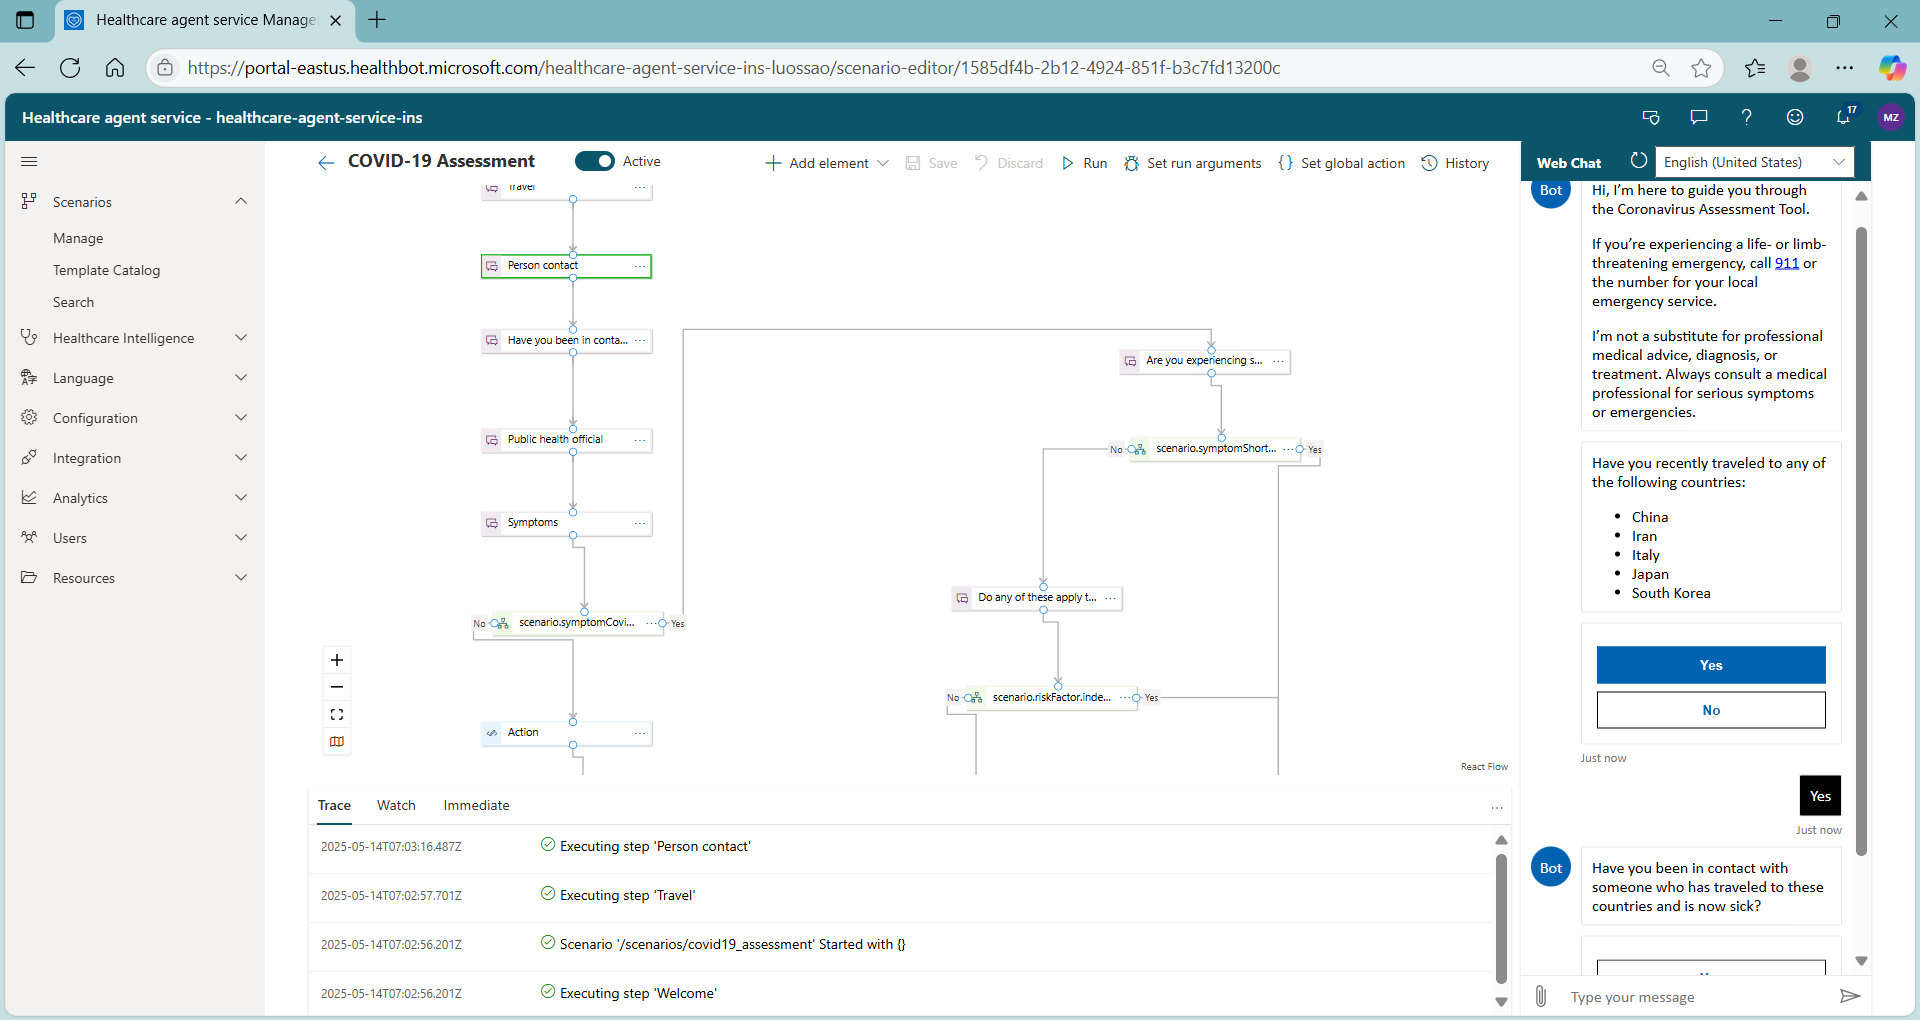 Healthcare agent service Manage
https://portal-eastus.healthbot.microsoft.com/healthcare-agent-service-ins-luossao/scenario-editor/1585df4b-2b12-4924-851f-b3c7fd13200c
Healthcare agent service - healthcare-agent-service-ins
17
MZ
Scenarios
Manage
Template Catalog
Search
Healthcare Intelligence
Language
Configuration
Integration
Analytics
Users
Resources
COVID-19 Assessment
Active
Add element
Save
Discard
Run
Set run arguments
Set global action
History
Travel
Person contact
Have you been in conta...
Public health official
Symptoms
No
scenario.symptomCovi...
Yes
Action
Are you experiencing s...
No
scenario.symptomShort...
Yes
Do any of these apply t...
No
scenario.riskFactor.inde...
Yes
React Flow
Trace
Watch
Immediate
2025-05-14T07:03:16.487Z
Executing step 'Person contact'
2025-05-14T07:02:57.701Z
Executing step 'Travel'
2025-05-14T07:02:56.201Z
Scenario '/scenarios/covid19_assessment' Started with {}
2025-05-14T07:02:56.201Z
Executing step 'Welcome'
Web Chat
English (United States)
Bot
Hi, I'm here to guide you through
the Coronavirus Assessment Tool.
If you're experiencing a life- or limb-
threatening emergency, call 911 or
the number for your local
emergency service.
I'm not a substitute for professional
medical advice, diagnosis, or
treatment. Always consult a medical
professional for serious symptoms
or emergencies.
Have you recently traveled to any of
the following countries:
• China
• Iran
• Italy
• Japan
• South Korea
Yes
No
Just now
Yes
Just now
Bot
Have you been in contact with
someone who has traveled to these
countries and is now sick?
Type your message